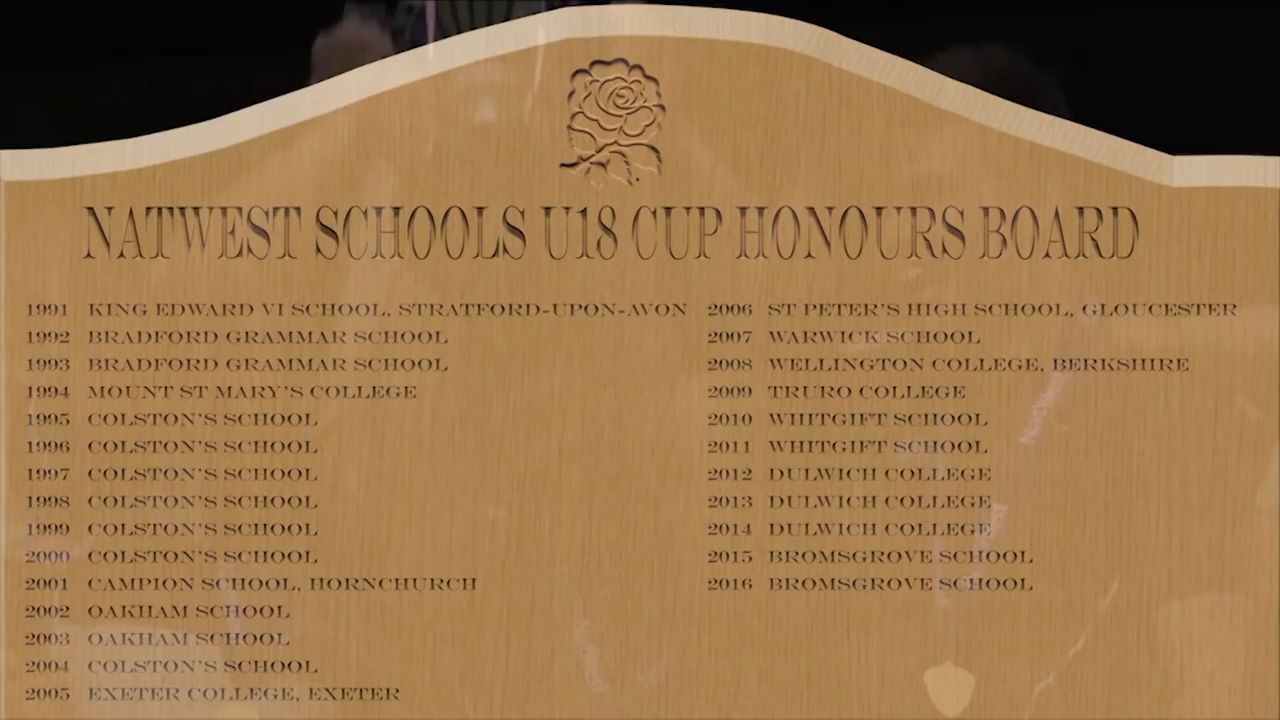 NATWEST SCHOOLS U18 CUP HONOURS BOARD
1991 KING EDWARD VI SCHOOL, STRATFORD-UPON-AVON
1992 BRADFORD GRAMMAR SCHOOL
1993 BRADFORD GRAMMAR SCHOOL
1994 MOUNT ST MARY'S COLLEGE
1995 COLSTON'S SCHOOL
1996 COLSTON'S SCHOOL
1997 COLSTON'S SCHOOL
1998 COLSTON'S SCHOOL
1999 COLSTON'S SCHOOL
2000 COLSTON'S SCHOOL
2001 CAMPION SCHOOL, HORNCHURCH
2002 OAKHAM SCHOOL
2003 OAKHAM SCHOOL
2004 COLSTON'S SCHOOL
2005 EXETER COLLEGE, EXETER
2006 ST PETER'S HIGH SCHOOL, GLOUCESTER
2007 WARWICK SCHOOL
2008 WELLINGTON COLLEGE, BERKSHIRE
2009 TRURO COLLEGE
2010 WHITGIFT SCHOOL
2011 WHITGIFT SCHOOL
2012 DULWICH COLLEGE
2013 DULWICH COLLEGE
2014 DULWICH COLLEGE
2015 BROMSGROVE SCHOOL
2016 BROMSGROVE SCHOOL